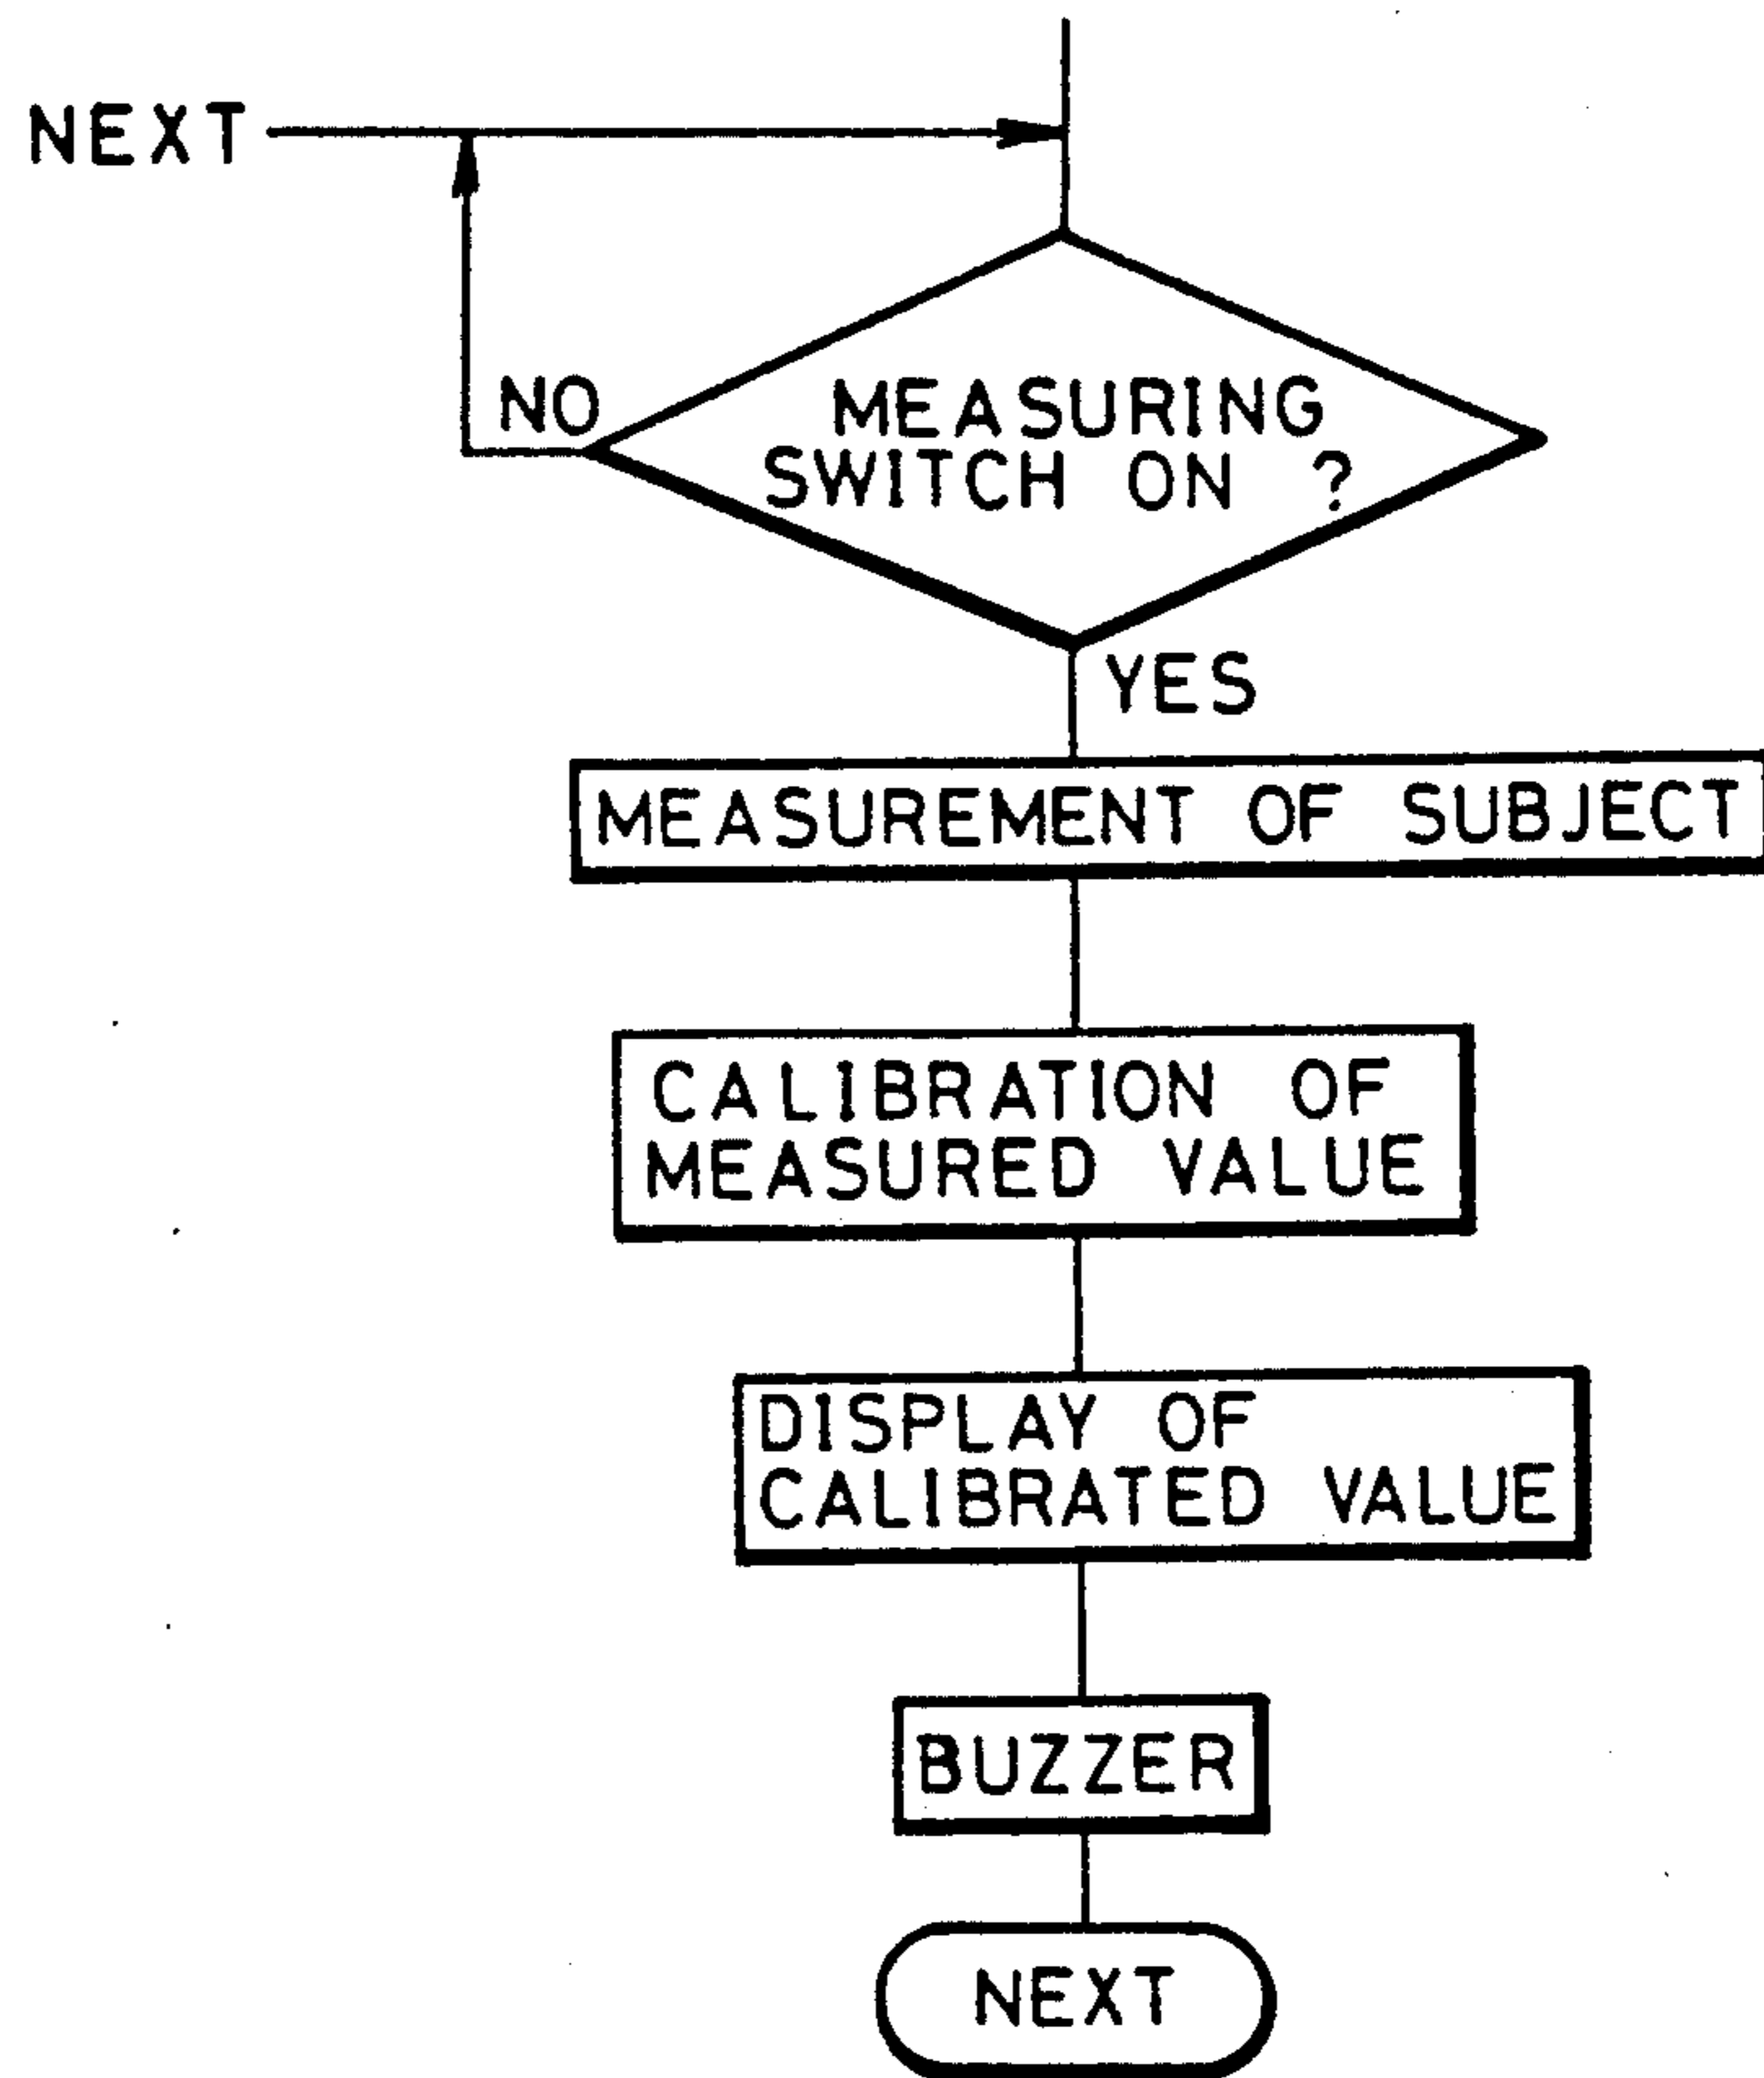 NEXT
NO
MEASURING
SWITCH ON ?
YES
MEASUREMENT OF SUBJECT
CALIBRATION OF
MEASURED VALUE
DISPLAY OF
CALIBRATED VALUE
BUZZER
NEXT